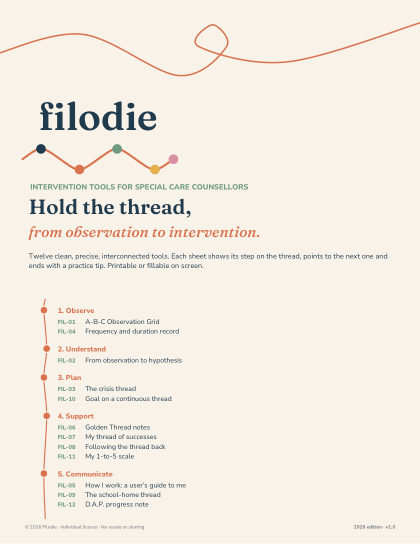 filodie
INTERVENTION TOOLS FOR SPECIAL CARE COUNSELLORS
Hold the thread,
from observation to intervention.
Twelve clean, precise, interconnected tools. Each sheet shows its step on the thread, points to the next one and
ends with a practice tip. Printable or fillable on screen.
1. Observe
FIL-01 A-B-C Observation Grid
FIL-04 Frequency and duration record
2. Understand
FIL-02 From observation to hypothesis
3. Plan
FIL-03 The crisis thread
FIL-10 Goal on a continuous thread
4. Support
FIL-06 Golden Thread notes
FIL-07 My thread of successes
FIL-08 Following the thread back
FIL-11 My 1-to-5 scale
5. Communicate
FIL-05 How I work: a user's guide to me
FIL-09 The school-home thread
FIL-12 D.A.P. progress note
© 2026 Filodie · Individual licence · No resale or sharing
2026 edition · v1.0